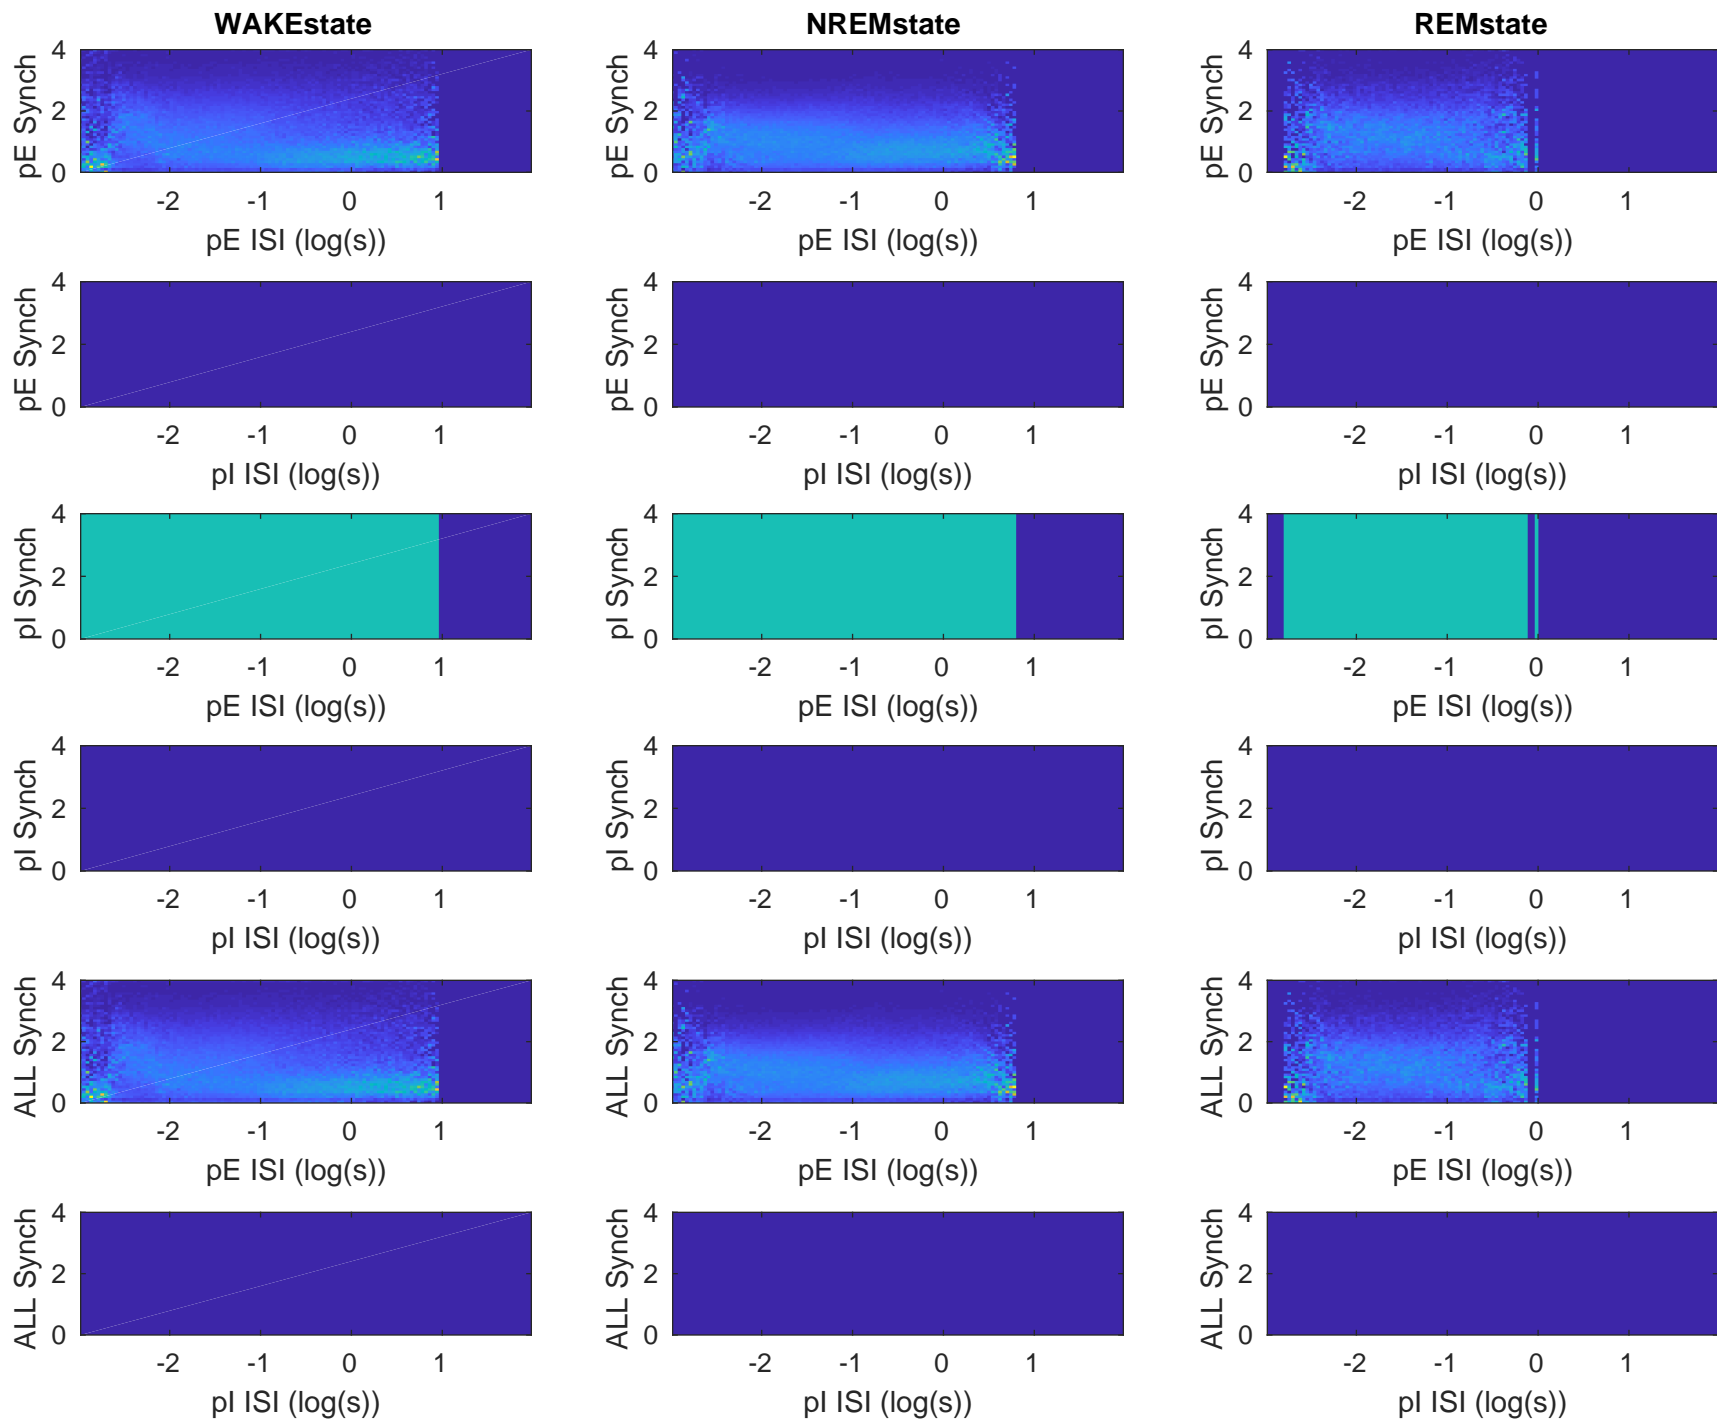 WAKEstate NREMstate REMstate
pE Synch
4
2
0
-2 -1 0 1
pE ISI (log(s))
pE Synch
4
2
0
-2 -1 0 1
pE ISI (log(s))
pE Synch
4
2
0
-2 -1 0 1
pE ISI (log(s))
pE Synch
4
2
0
-2 -1 0 1
pI ISI (log(s))
pE Synch
4
2
0
-2 -1 0 1
pI ISI (log(s))
pE Synch
4
2
0
-2 -1 0 1
pI ISI (log(s))
pI Synch
4
2
0
-2 -1 0 1
pE ISI (log(s))
pI Synch
4
2
0
-2 -1 0 1
pE ISI (log(s))
pI Synch
4
2
0
-2 -1 0 1
pE ISI (log(s))
pI Synch
4
2
0
-2 -1 0 1
pI ISI (log(s))
pI Synch
4
2
0
-2 -1 0 1
pI ISI (log(s))
pI Synch
4
2
0
-2 -1 0 1
pI ISI (log(s))
ALL Synch
4
2
0
-2 -1 0 1
pE ISI (log(s))
ALL Synch
4
2
0
-2 -1 0 1
pE ISI (log(s))
ALL Synch
4
2
0
-2 -1 0 1
pE ISI (log(s))
ALL Synch
4
2
0
-2 -1 0 1
pI ISI (log(s))
ALL Synch
4
2
0
-2 -1 0 1
pI ISI (log(s))
ALL Synch
4
2
0
-2 -1 0 1
pI ISI (log(s))